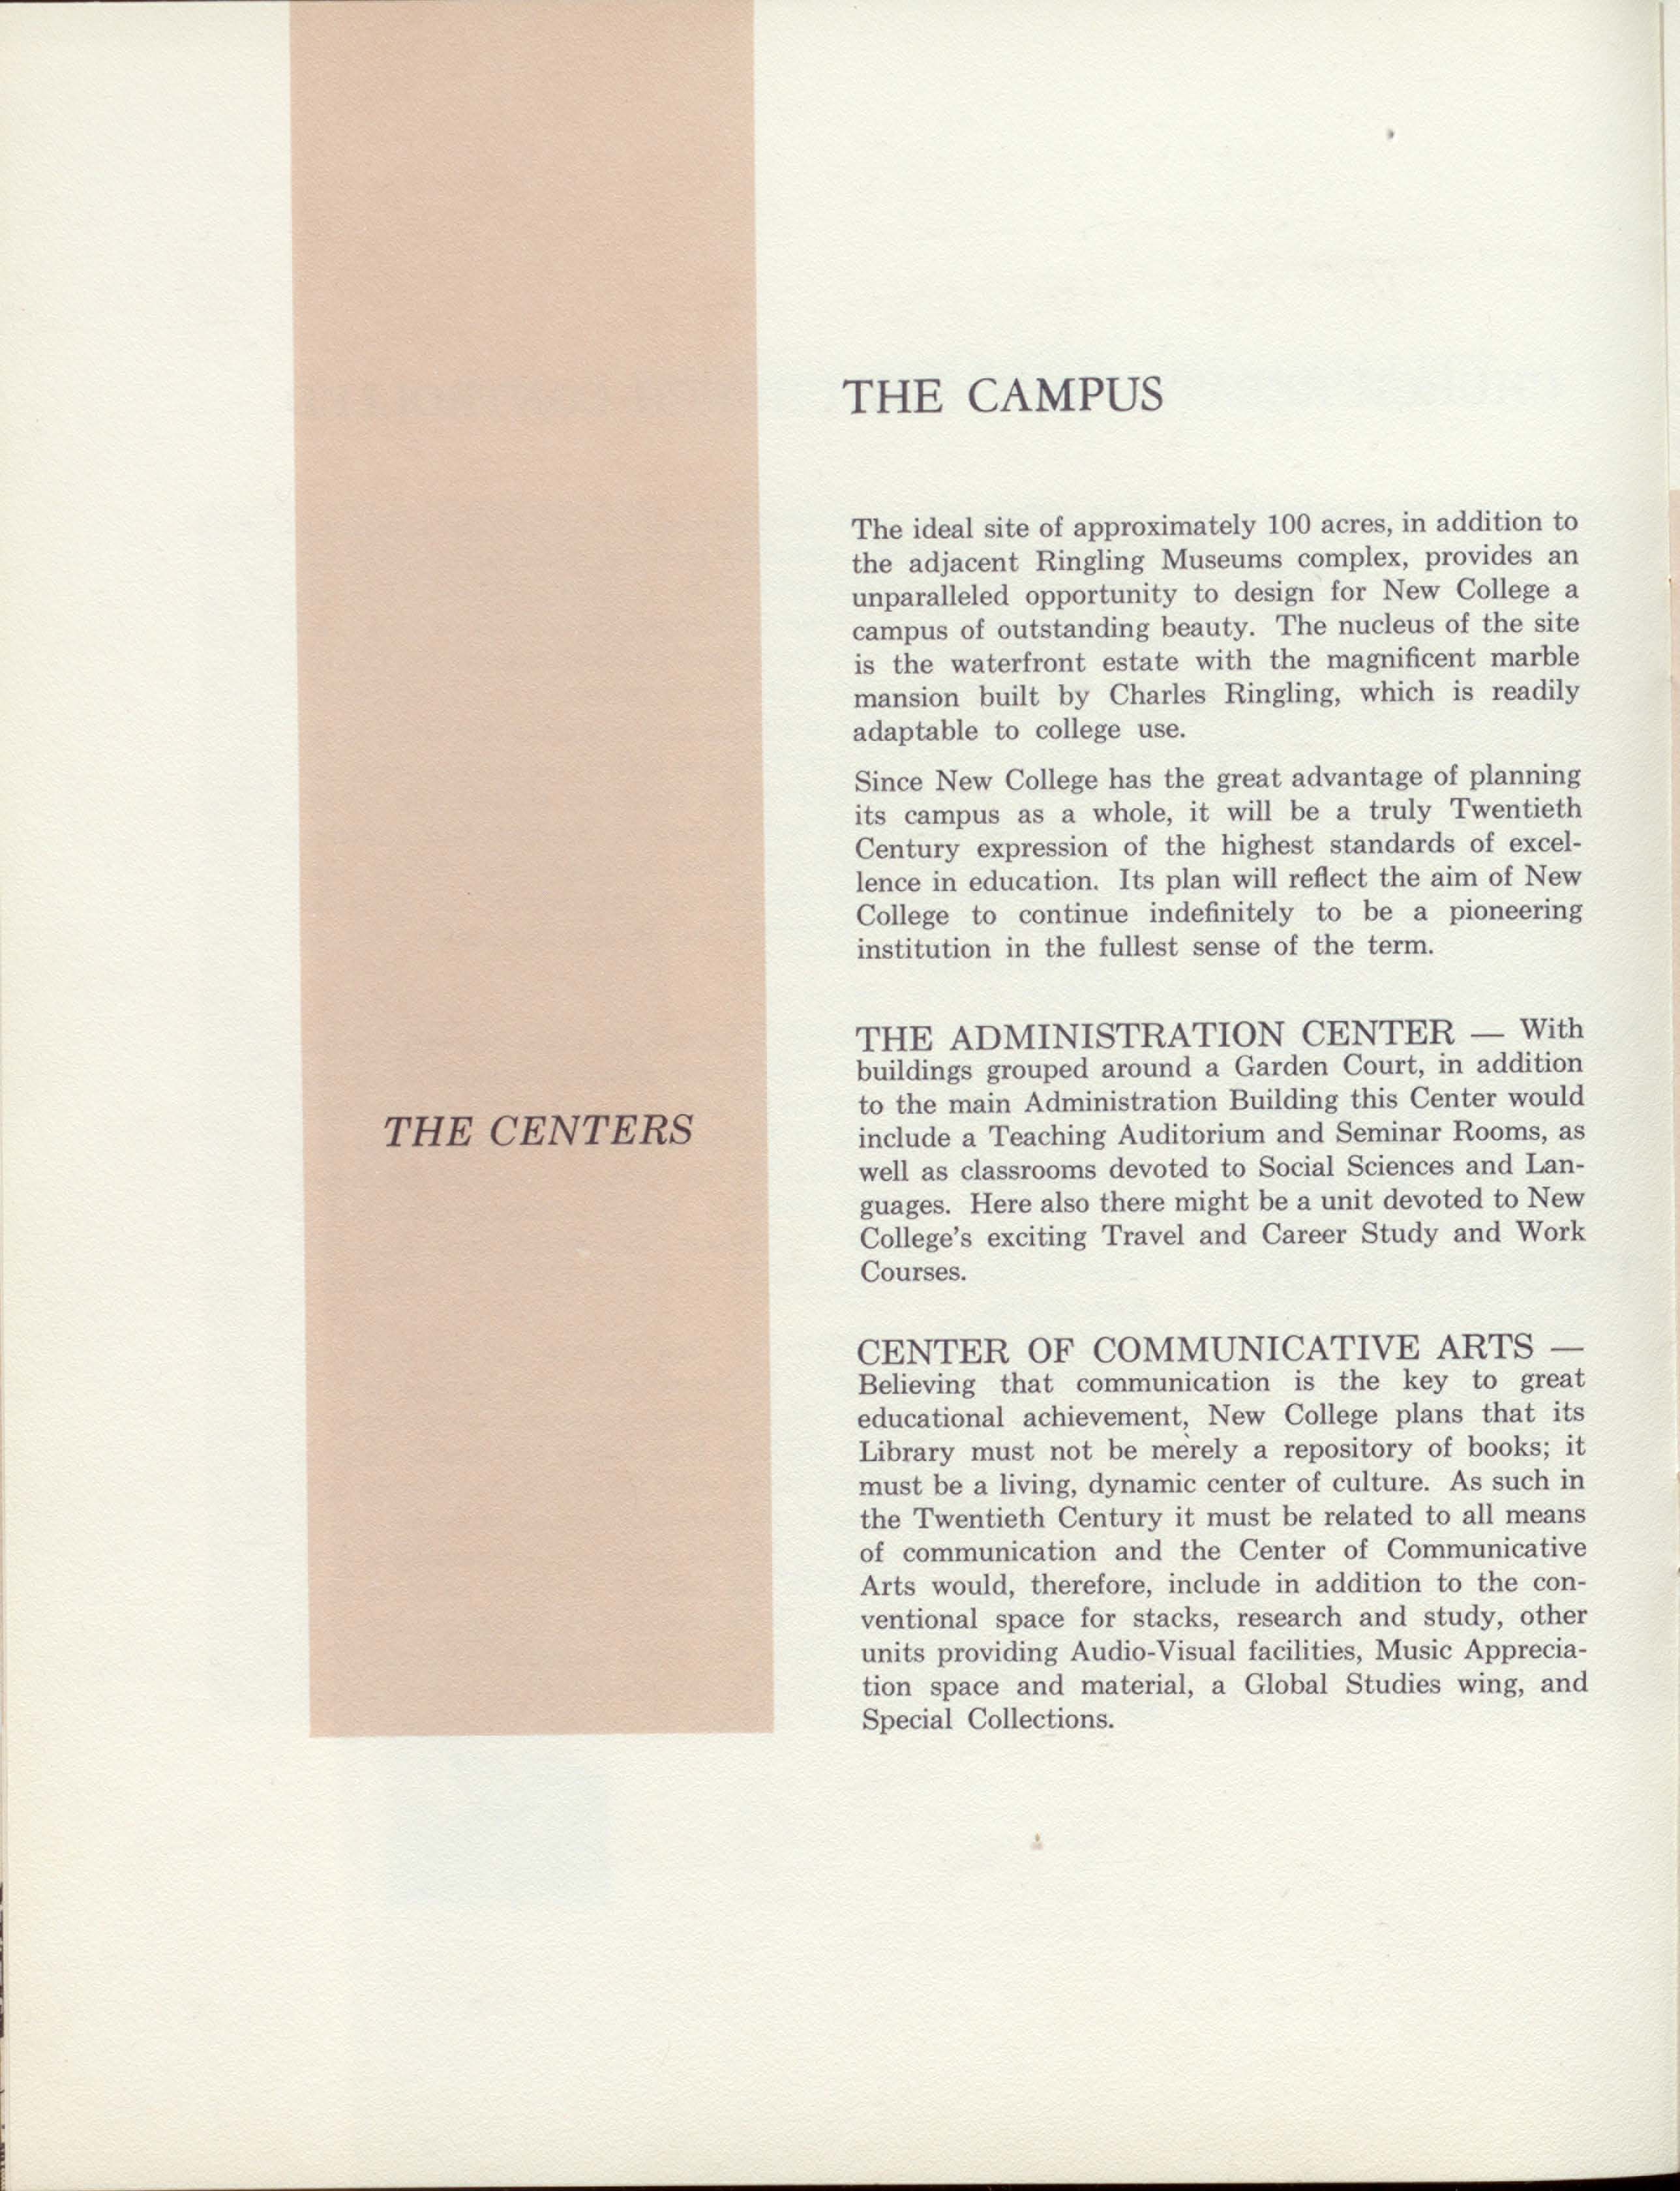 THE CAMPUS
The ideal site of approximately 100 acres, in addition to
the adjacent Ringling Museums complex, provides an
unparalleled opportunity to design for New College a
campus of outstanding beauty. The nucleus of the site
is the waterfront estate with the magnificent marble
mansion built by Charles Ringling, which is readily
adaptable to college use.
Since New College has the great advantage of planning
its campus as a whole, it will be a truly Twentieth
Century expression of the highest standards of excel-
lence in education. Its plan will reflect the aim of New
College to continue indefinitely to be a pioneering
institution in the fullest sense of the term.
THE CENTERS
THE ADMINISTRATION CENTER — With
buildings grouped around a Garden Court, in addition
to the main Administration Building this Center would
include a Teaching Auditorium and Seminar Rooms, as
well as classrooms devoted to Social Sciences and Lan-
guages. Here also there might be a unit devoted to New
College's exciting Travel and Career Study and Work
Courses.
CENTER OF COMMUNICATIVE ARTS —
Believing that communication is the key to great
educational achievement, New College plans that its
Library must not be merely a repository of books; it
must be a living, dynamic center of culture. As such in
the Twentieth Century it must be related to all means
of communication and the Center of Communicative
Arts would, therefore, include in addition to the con-
ventional space for stacks, research and study, other
units providing Audio-Visual facilities, Music Apprecia-
tion space and material, a Global Studies wing, and
Special Collections.